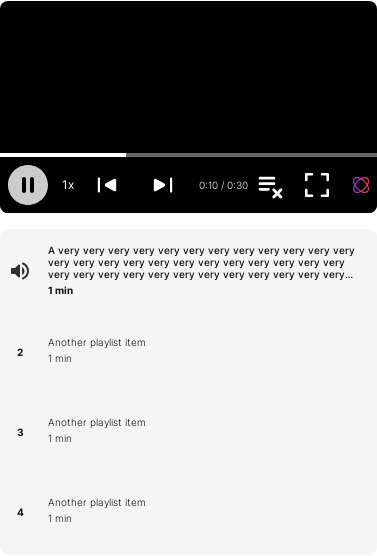 1x
0:10 / 0:30
A very very very very very very very very very very very very
very very very very very very very very very very very very
very very very very very very very very very very very very...
1 min
2
Another playlist item
1 min
3
Another playlist item
1 min
4
Another playlist item
1 min